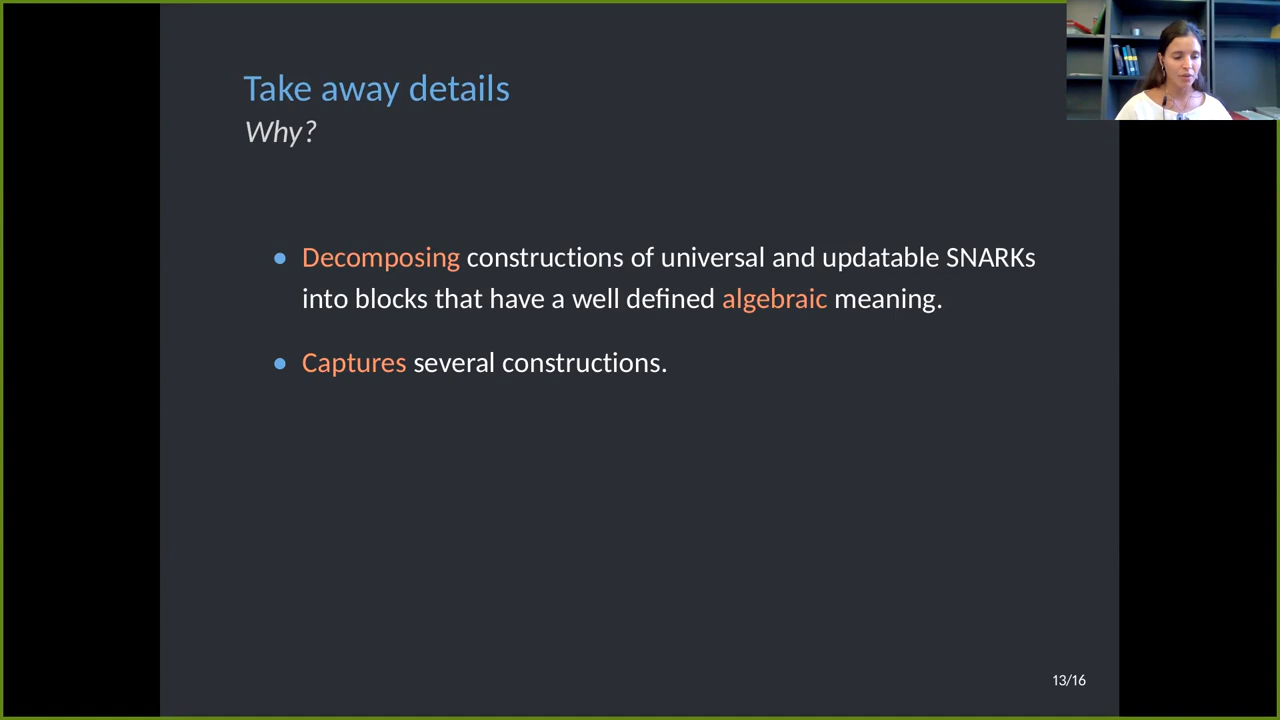 Take away details
Why?
Decomposing constructions of universal and updatable SNARKs
into blocks that have a well defined algebraic meaning.
Captures several constructions.
13/16